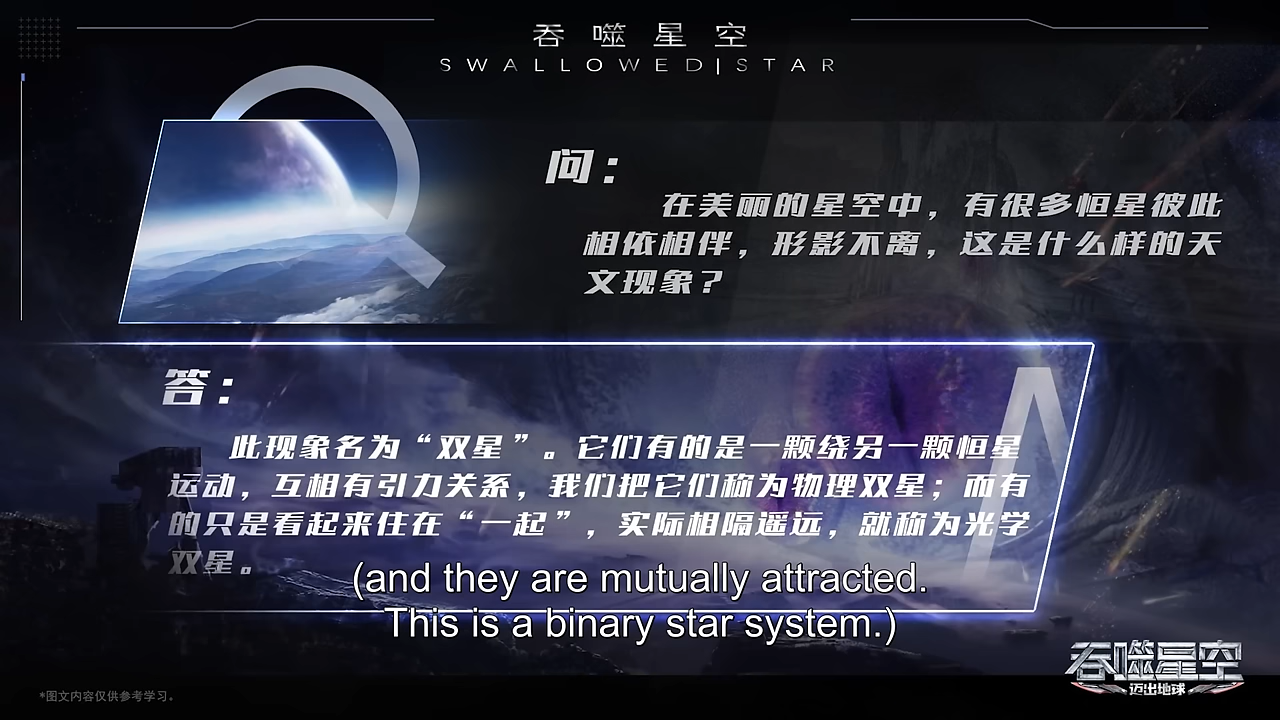 吞噬星空
SWALLOWED|STAR
问：
在美丽的星空中，有很多恒星彼此
相依相伴，形影不离，这是什么样的天
文现象？
答：
此现象名为“双星”。它们有的是一颗绕另一颗恒星
运动，互相有引力关系，我们把它们称为物理双星；而有
的只是看起来住在“一起”，实际相隔遥远，就称为光学
双星。
(and they are mutually attracted.
This is a binary star system.)
吞噬星空
迈出地球
*图文内容仅供参考学习。